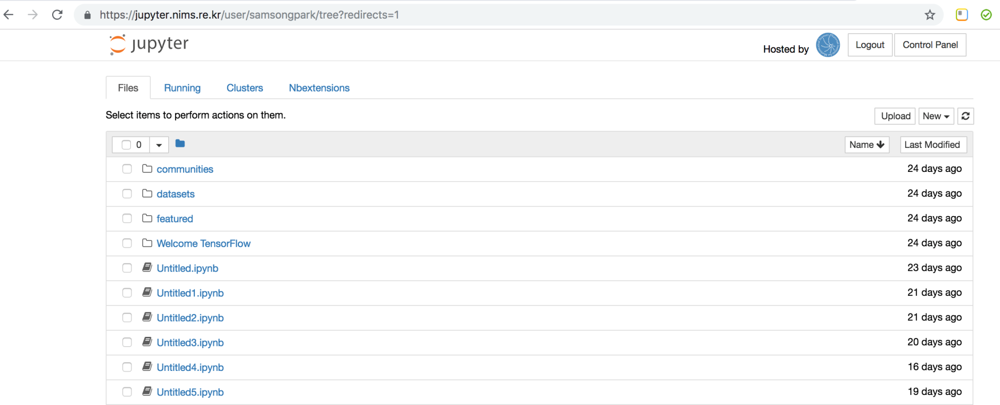 https://jupyter.nims.re.kr/user/samsongpark/tree?redirects=1
jupyter
Hosted by
Logout
Control Panel
Files
Running
Clusters
Nbextensions
Select items to perform actions on them.
Upload
New
0
Name
Last Modified
communities
24 days ago
datasets
24 days ago
featured
24 days ago
Welcome TensorFlow
24 days ago
Untitled.ipynb
23 days ago
Untitled1.ipynb
21 days ago
Untitled2.ipynb
21 days ago
Untitled3.ipynb
20 days ago
Untitled4.ipynb
16 days ago
Untitled5.ipynb
19 days ago